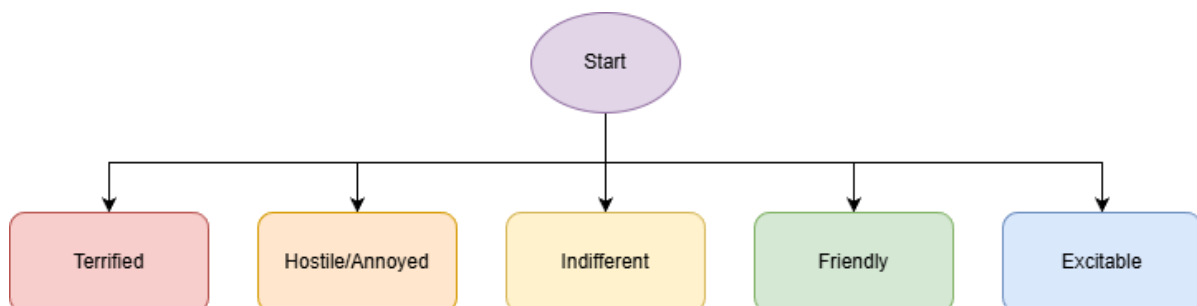 Start
Terrified
Hostile/Annoyed
Indifferent
Friendly
Excitable